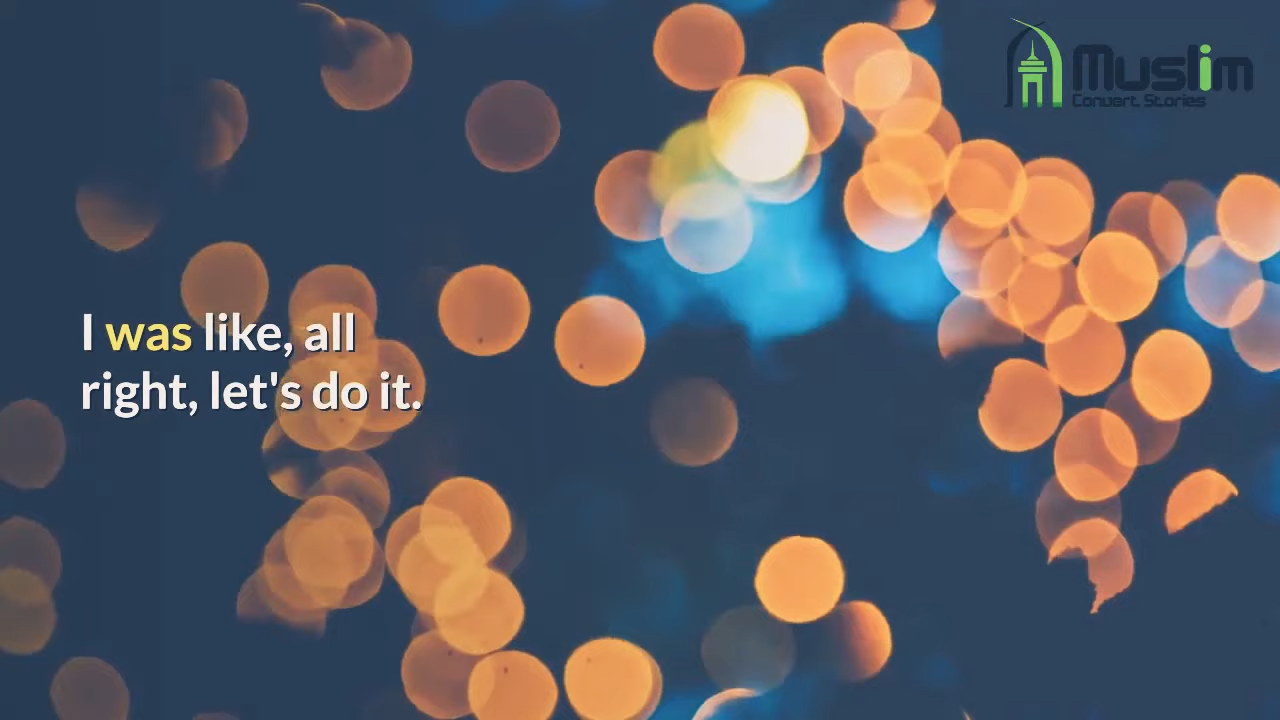 Muslim
Convert Stories
I was like, all
right, let's do it.